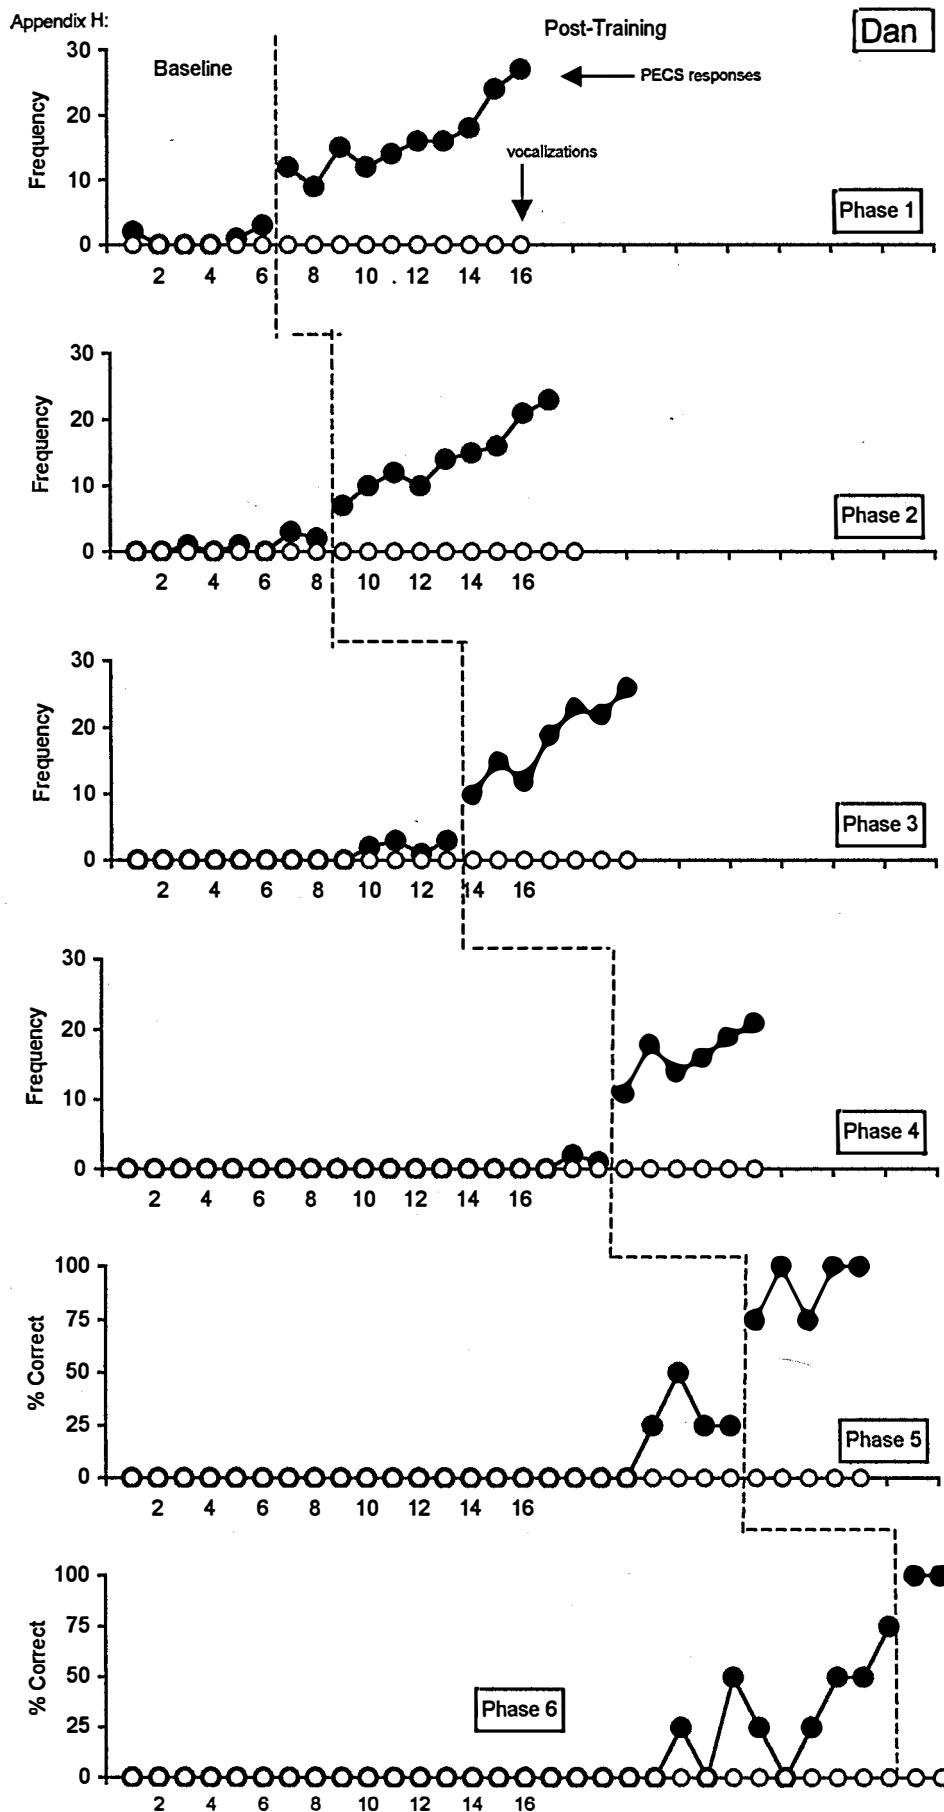 Appendix H:
Post-Training
Dan
Baseline
PECS responses
vocalizations
Frequency
30
20
10
0
2 4 6 8 10 12 14 16
Phase 1
Frequency
30
20
10
0
2 4 6 8 10 12 14 16
Phase 2
Frequency
30
20
10
0
2 4 6 8 10 12 14 16
Phase 3
Frequency
30
20
10
0
2 4 6 8 10 12 14 16
Phase 4
% Correct
100
75
50
25
0
2 4 6 8 10 12 14 16
Phase 5
% Correct
100
75
50
25
0
2 4 6 8 10 12 14 16
Phase 6